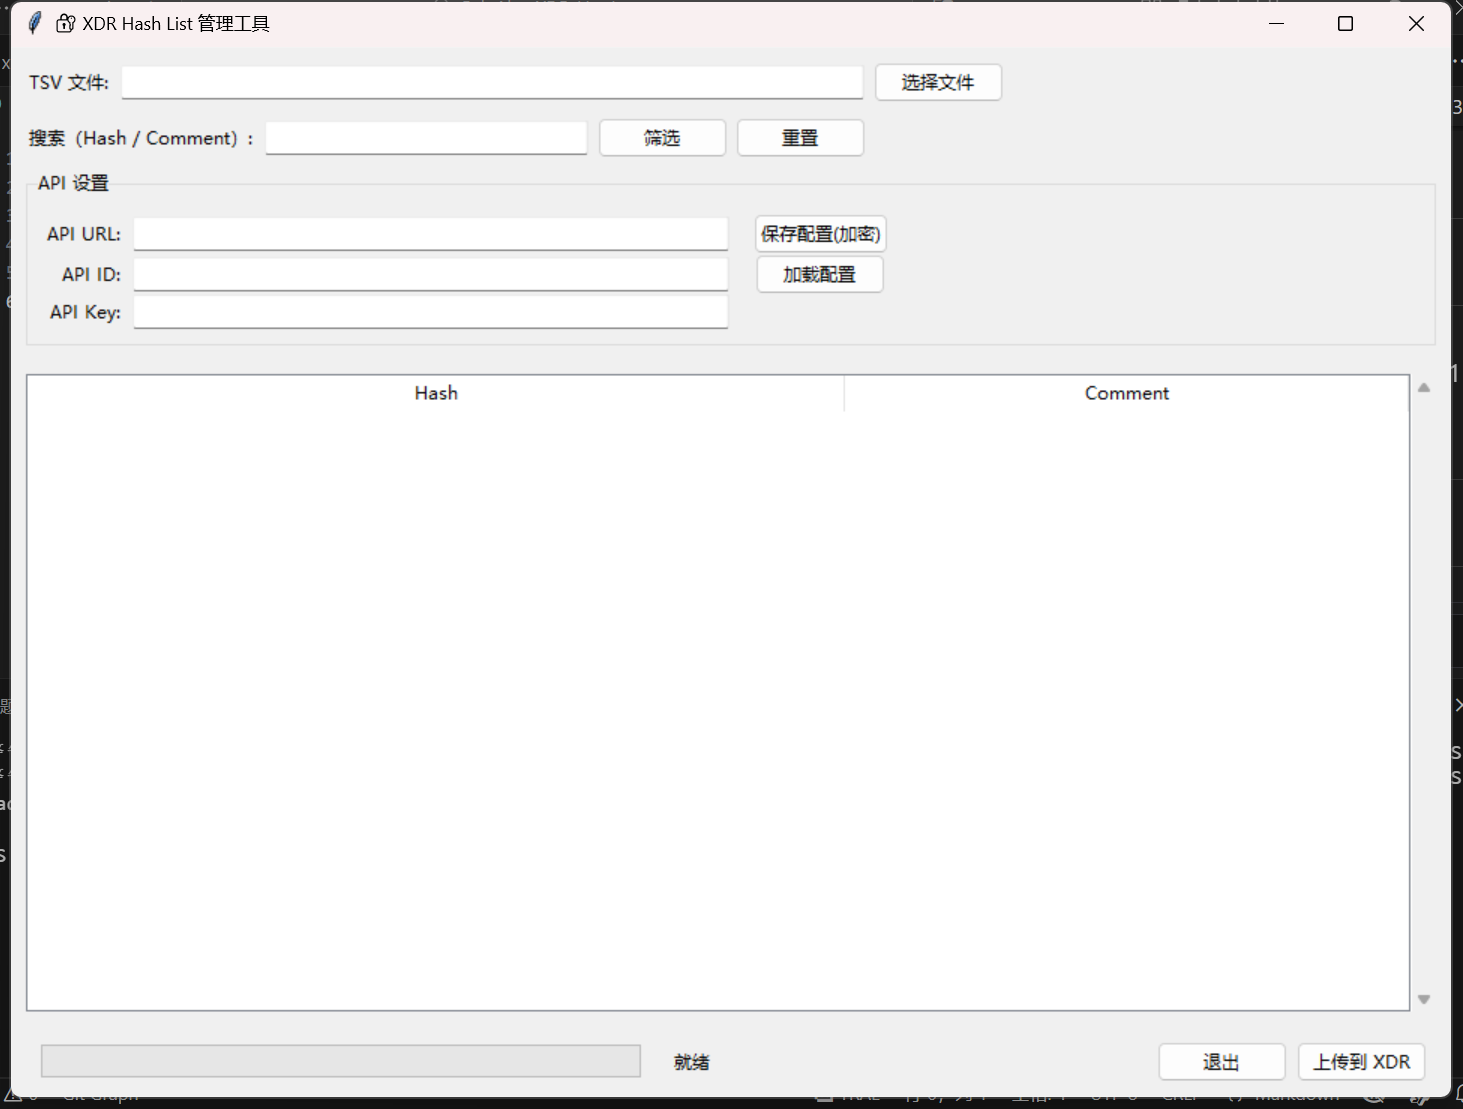 XDR Hash List 管理工具
TSV 文件:
选择文件
搜索（Hash / Comment）:
筛选
重置
API 设置
API URL:
保存配置(加密)
API ID:
加载配置
API Key:
Hash
Comment
就绪
退出
上传到 XDR